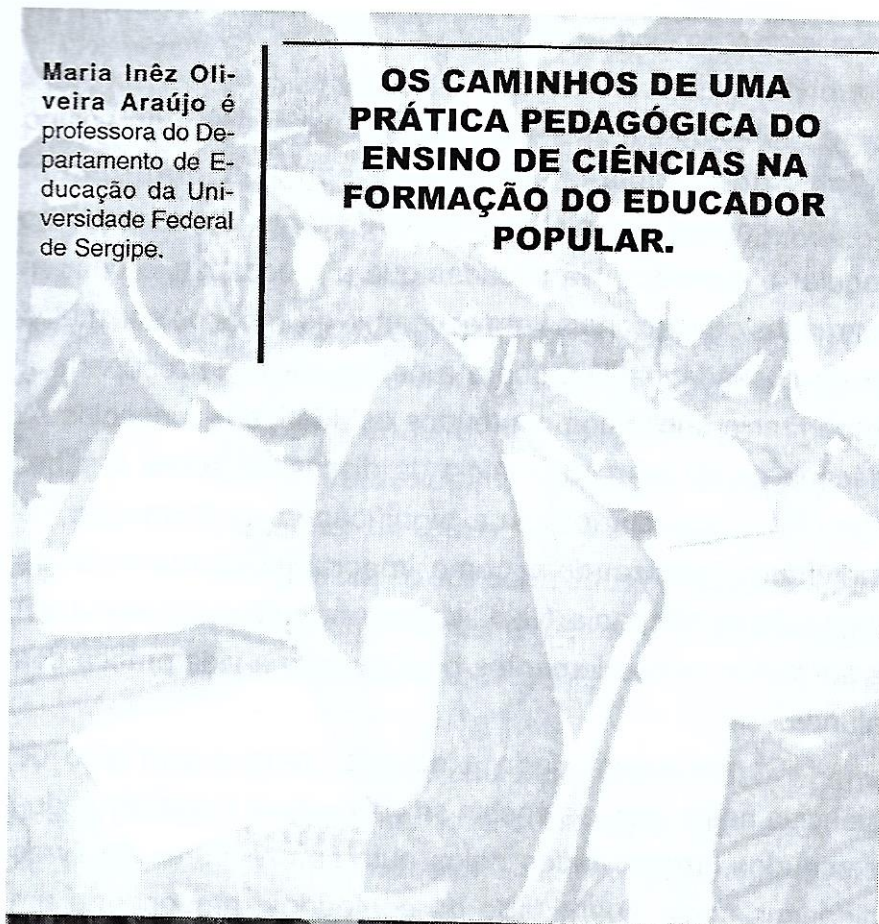 Maria Inêz Oli-
veira Araújo é
professora do De-
partamento de E-
ducação da Uni-
versidade Federal
de Sergipe.
OS CAMINHOS DE UMA
PRÁTICA PEDAGÓGICA DO
ENSINO DE CIÊNCIAS NA
FORMAÇÃO DO EDUCADOR
POPULAR.